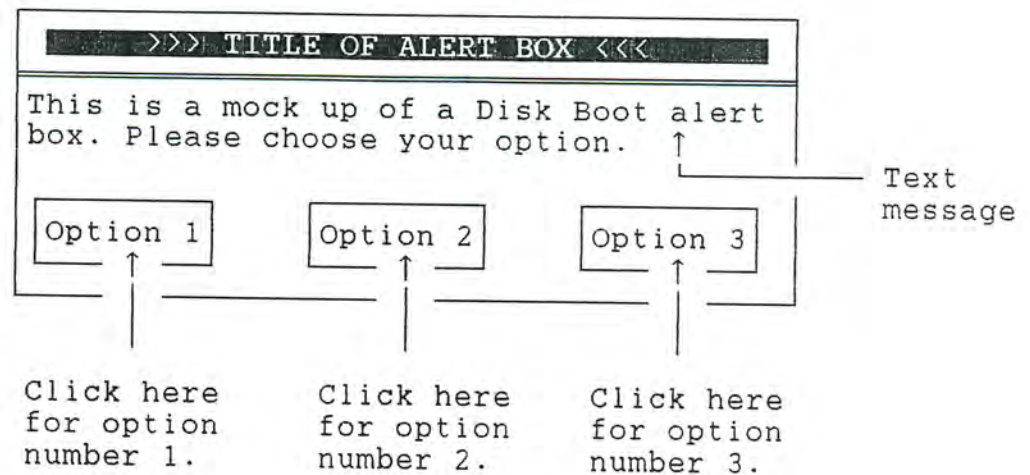 >>> TITLE OF ALERT BOX <<<
This is a mock up of a Disk Boot alert
box. Please choose your option.
Text
message
Option 1
Option 2
Option 3
Click here
for option
number 1.
Click here
for option
number 2.
Click here
for option
number 3.